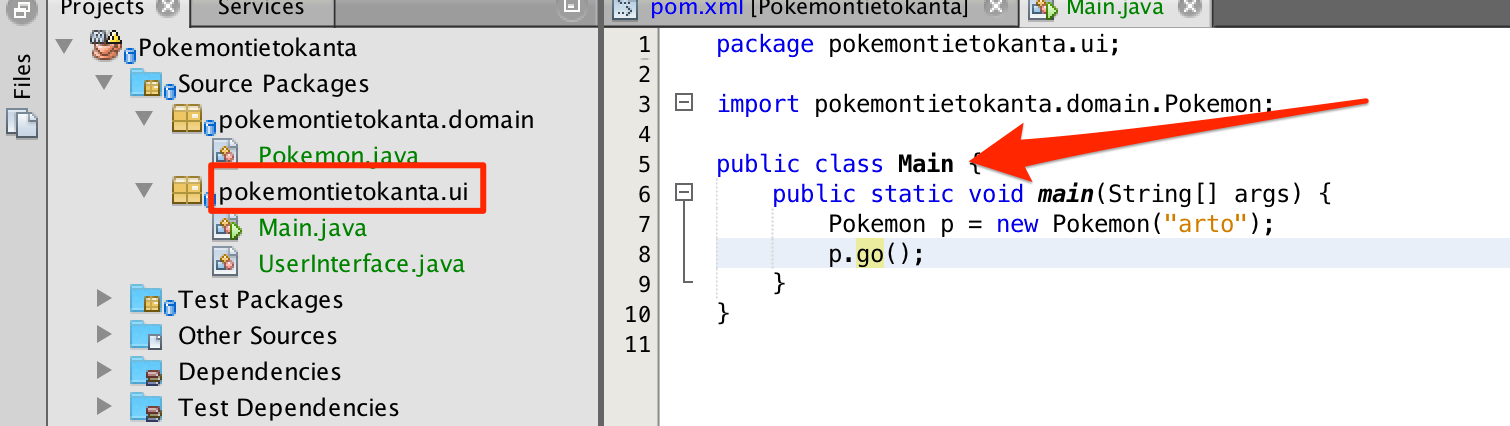 Projects
Services
Files
Pokemontietokanta
Source Packages
pokemontietokanta.domain
Pokemon.java
pokemontietokanta.ui
Main.java
UserInterface.java
Test Packages
Other Sources
Dependencies
Test Dependencies
pom.xml [Pokemontietokanta]
Main.java
1 package pokemontietokanta.ui;
2
3 import pokemontietokanta.domain.Pokemon;
4
5 public class Main {
6 public static void main(String[] args) {
7 Pokemon p = new Pokemon("arto");
8 p.go();
9 }
10 }
11